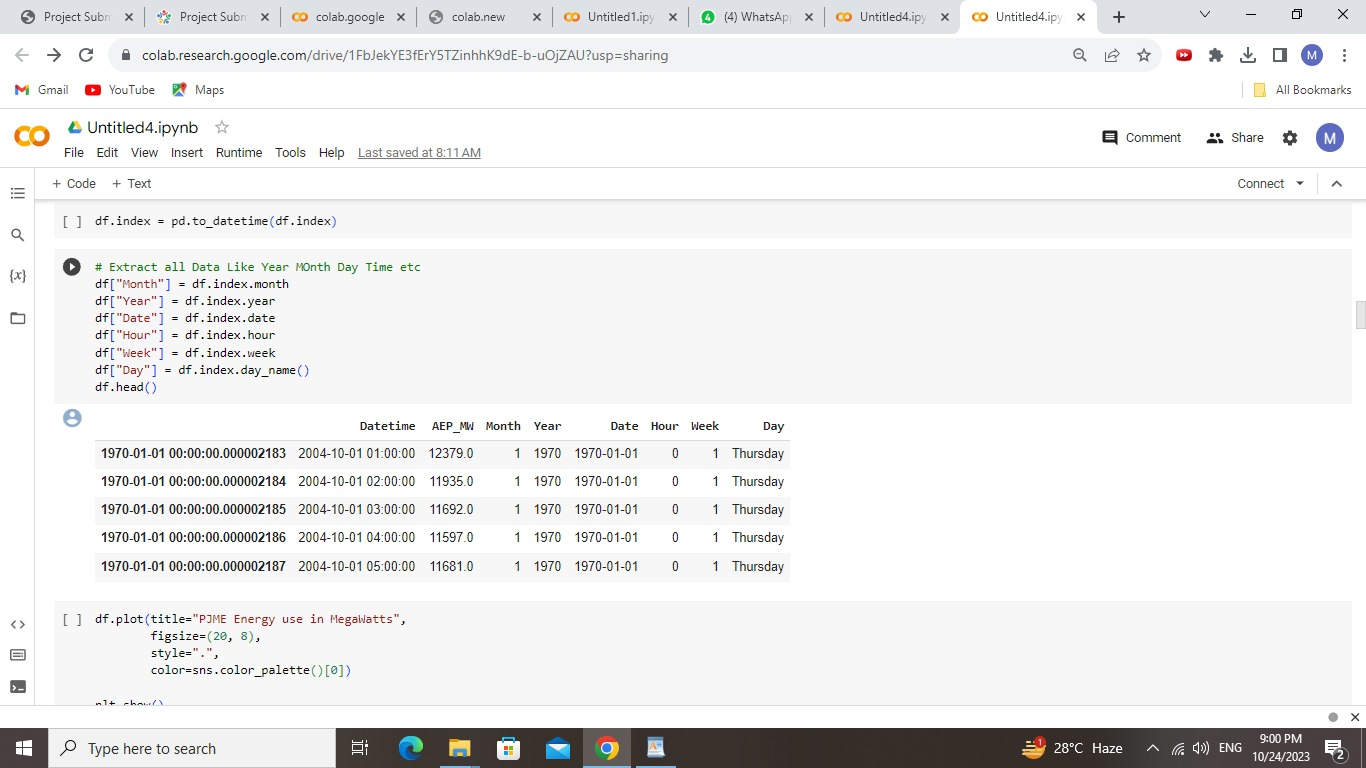 Project Subm
Project Subm
colab.google
colab.new
Untitled1.ipy
(4) WhatsAp
Untitled4.ipy
Untitled4.ipy
colab.research.google.com/drive/1FbJekYE3fErY5TZinhhK9dE-b-uOjZAU?usp=sharing
M
Gmail YouTube Maps All Bookmarks
Untitled4.ipynb
Comment Share M
File Edit View Insert Runtime Tools Help Last saved at 8:11 AM
+ Code + Text Connect
[ ] df.index = pd.to_datetime(df.index)
{x}
# Extract all Data Like Year MOnth Day Time etc
df["Month"] = df.index.month
df["Year"] = df.index.year
df["Date"] = df.index.date
df["Hour"] = df.index.hour
df["Week"] = df.index.week
df["Day"] = df.index.day_name()
df.head()
Datetime AEP_MW Month Year Date Hour Week Day
1970-01-01 00:00:00.000002183 2004-10-01 01:00:00 12379.0 1 1970 1970-01-01 0 1 Thursday
1970-01-01 00:00:00.000002184 2004-10-01 02:00:00 11935.0 1 1970 1970-01-01 0 1 Thursday
1970-01-01 00:00:00.000002185 2004-10-01 03:00:00 11692.0 1 1970 1970-01-01 0 1 Thursday
1970-01-01 00:00:00.000002186 2004-10-01 04:00:00 11597.0 1 1970 1970-01-01 0 1 Thursday
1970-01-01 00:00:00.000002187 2004-10-01 05:00:00 11681.0 1 1970 1970-01-01 0 1 Thursday
[ ] df.plot(title="PJME Energy use in MegaWatts",
figsize=(20, 8),
style=".",
color=sns.color_palette()[0])
plt.show()
Type here to search
1 28°C Haze ENG 9:00 PM
10/24/2023 2